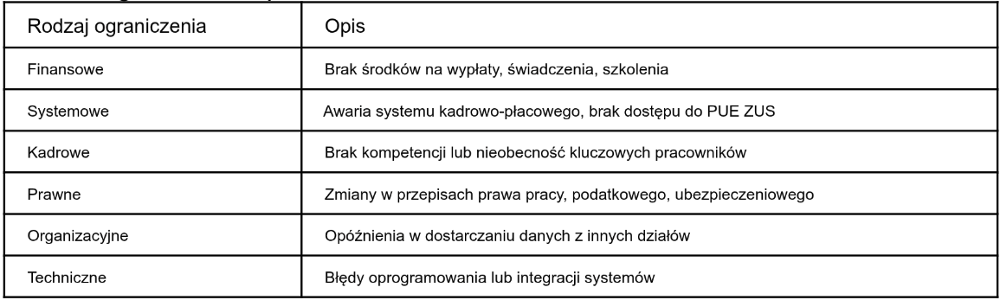 Rodzaj ograniczenia Opis
Finansowe Brak środków na wypłaty, świadczenia, szkolenia
Systemowe Awaria systemu kadrowo-płacowego, brak dostępu do PUE ZUS
Kadrowe Brak kompetencji lub nieobecność kluczowych pracowników
Prawne Zmiany w przepisach prawa pracy, podatkowego, ubezpieczeniowego
Organizacyjne Opóźnienia w dostarczaniu danych z innych działów
Techniczne Błędy oprogramowania lub integracji systemów